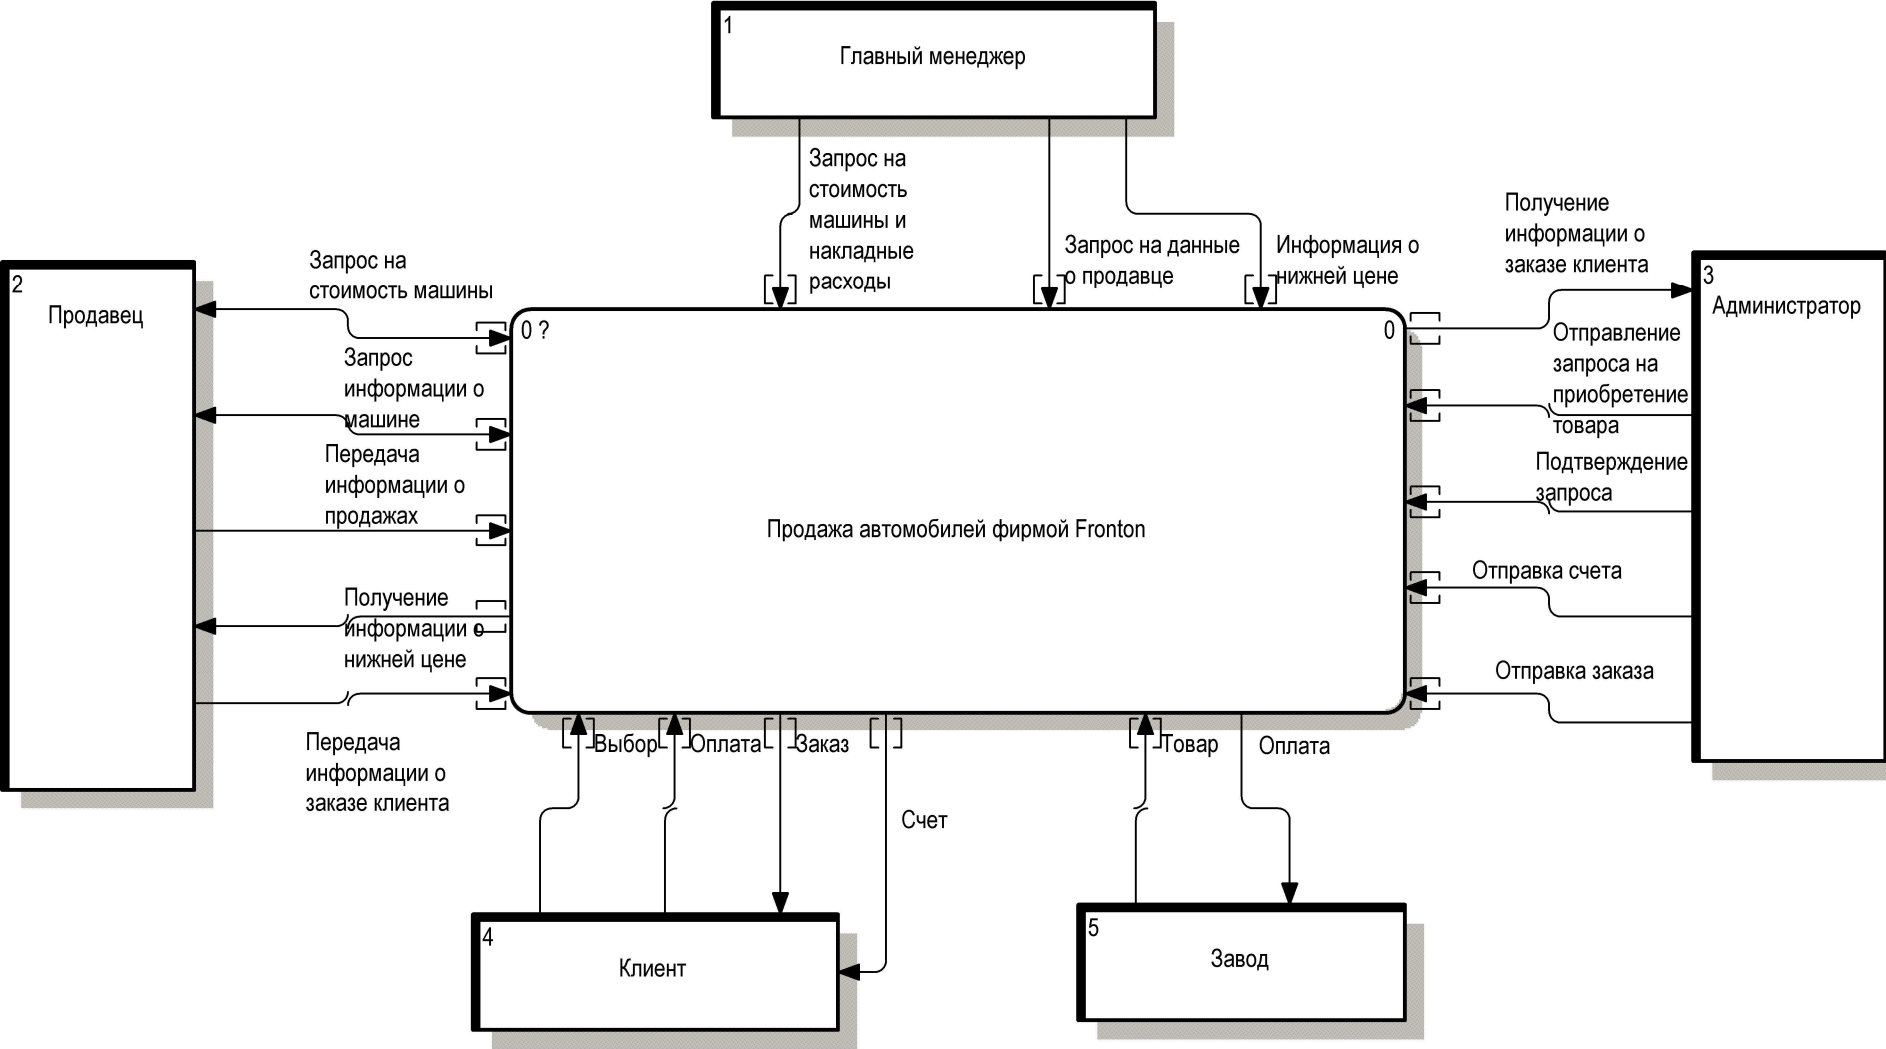 1
Главный менеджер
Запрос на
стоимость
машины и
накладные
расходы
Запрос на данные
о продавце
Информация о
нижней цене
Получение
информации о
заказе клиента
2
Продавец
Запрос на
стоимость машины
Запрос
информации о
машине
Передача
информации о
продажах
Получение
информации о
нижней цене
Передача
информации о
заказе клиента
0 ?
0
Продажа автомобилей фирмой Fronton
3
Администратор
Отправление
запроса на
приобретение
товара
Подтверждение
запроса
Отправка счета
Отправка заказа
Выбор
Оплата
Заказ
Счет
Товар
Оплата
4
Клиент
5
Завод